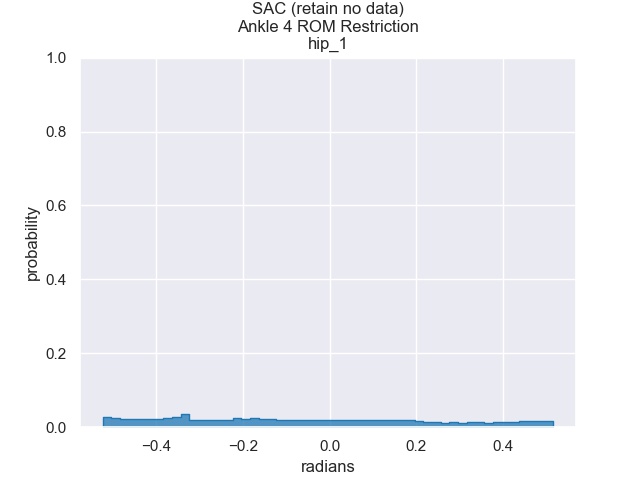 SAC (retain no data)
Ankle 4 ROM Restriction
hip_1
1.0
0.8
0.6
0.4
0.2
0.0
probability
−0.4 −0.2 0.0 0.2 0.4
radians